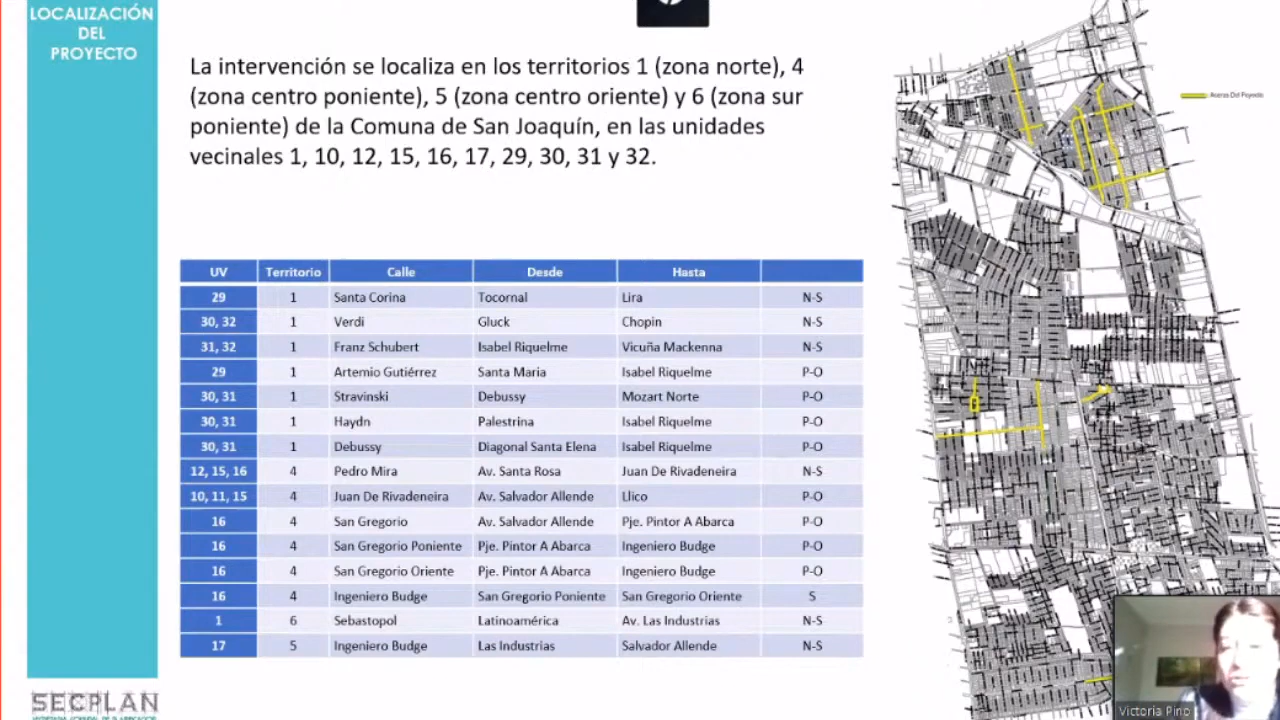 LOCALIZACIÓN
DEL
PROYECTO
La intervención se localiza en los territorios 1 (zona norte), 4
(zona centro poniente), 5 (zona centro oriente) y 6 (zona sur
poniente) de la Comuna de San Joaquín, en las unidades
vecinales 1, 10, 12, 15, 16, 17, 29, 30, 31 y 32.
UV Territorio Calle Desde Hasta
29 1 Santa Corina Tocornal Lira N-S
30, 32 1 Verdi Gluck Chopin N-S
31, 32 1 Franz Schubert Isabel Riquelme Vicuña Mackenna N-S
29 1 Artemio Gutiérrez Santa Maria Isabel Riquelme P-O
30, 31 1 Stravinski Debussy Mozart Norte P-O
30, 31 1 Haydn Palestrina Isabel Riquelme P-O
30, 31 1 Debussy Diagonal Santa Elena Isabel Riquelme P-O
12, 15, 16 4 Pedro Mira Av. Santa Rosa Juan De Rivadeneira N-S
10, 11, 15 4 Juan De Rivadeneira Av. Salvador Allende Llico P-O
16 4 San Gregorio Av. Salvador Allende Pje. Pintor A Abarca P-O
16 4 San Gregorio Poniente Pje. Pintor A Abarca Ingeniero Budge P-O
16 4 San Gregorio Oriente Pje. Pintor A Abarca Ingeniero Budge P-O
16 4 Ingeniero Budge San Gregorio Poniente San Gregorio Oriente S
1 6 Sebastopol Latinoamérica Av. Las Industrias N-S
17 5 Ingeniero Budge Las Industrias Salvador Allende N-S
Aceras Del Poyecto
SECPLAN
Victoria Pino